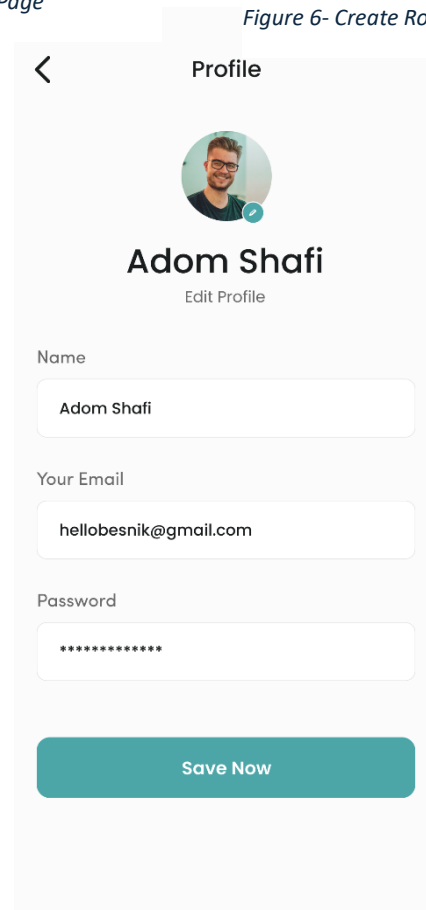 Page
Figure 6- Create Ro
Profile
Adom Shafi
Edit Profile
Name
Adom Shafi
Your Email
hellobesnik@gmail.com
Password
*************
Save Now